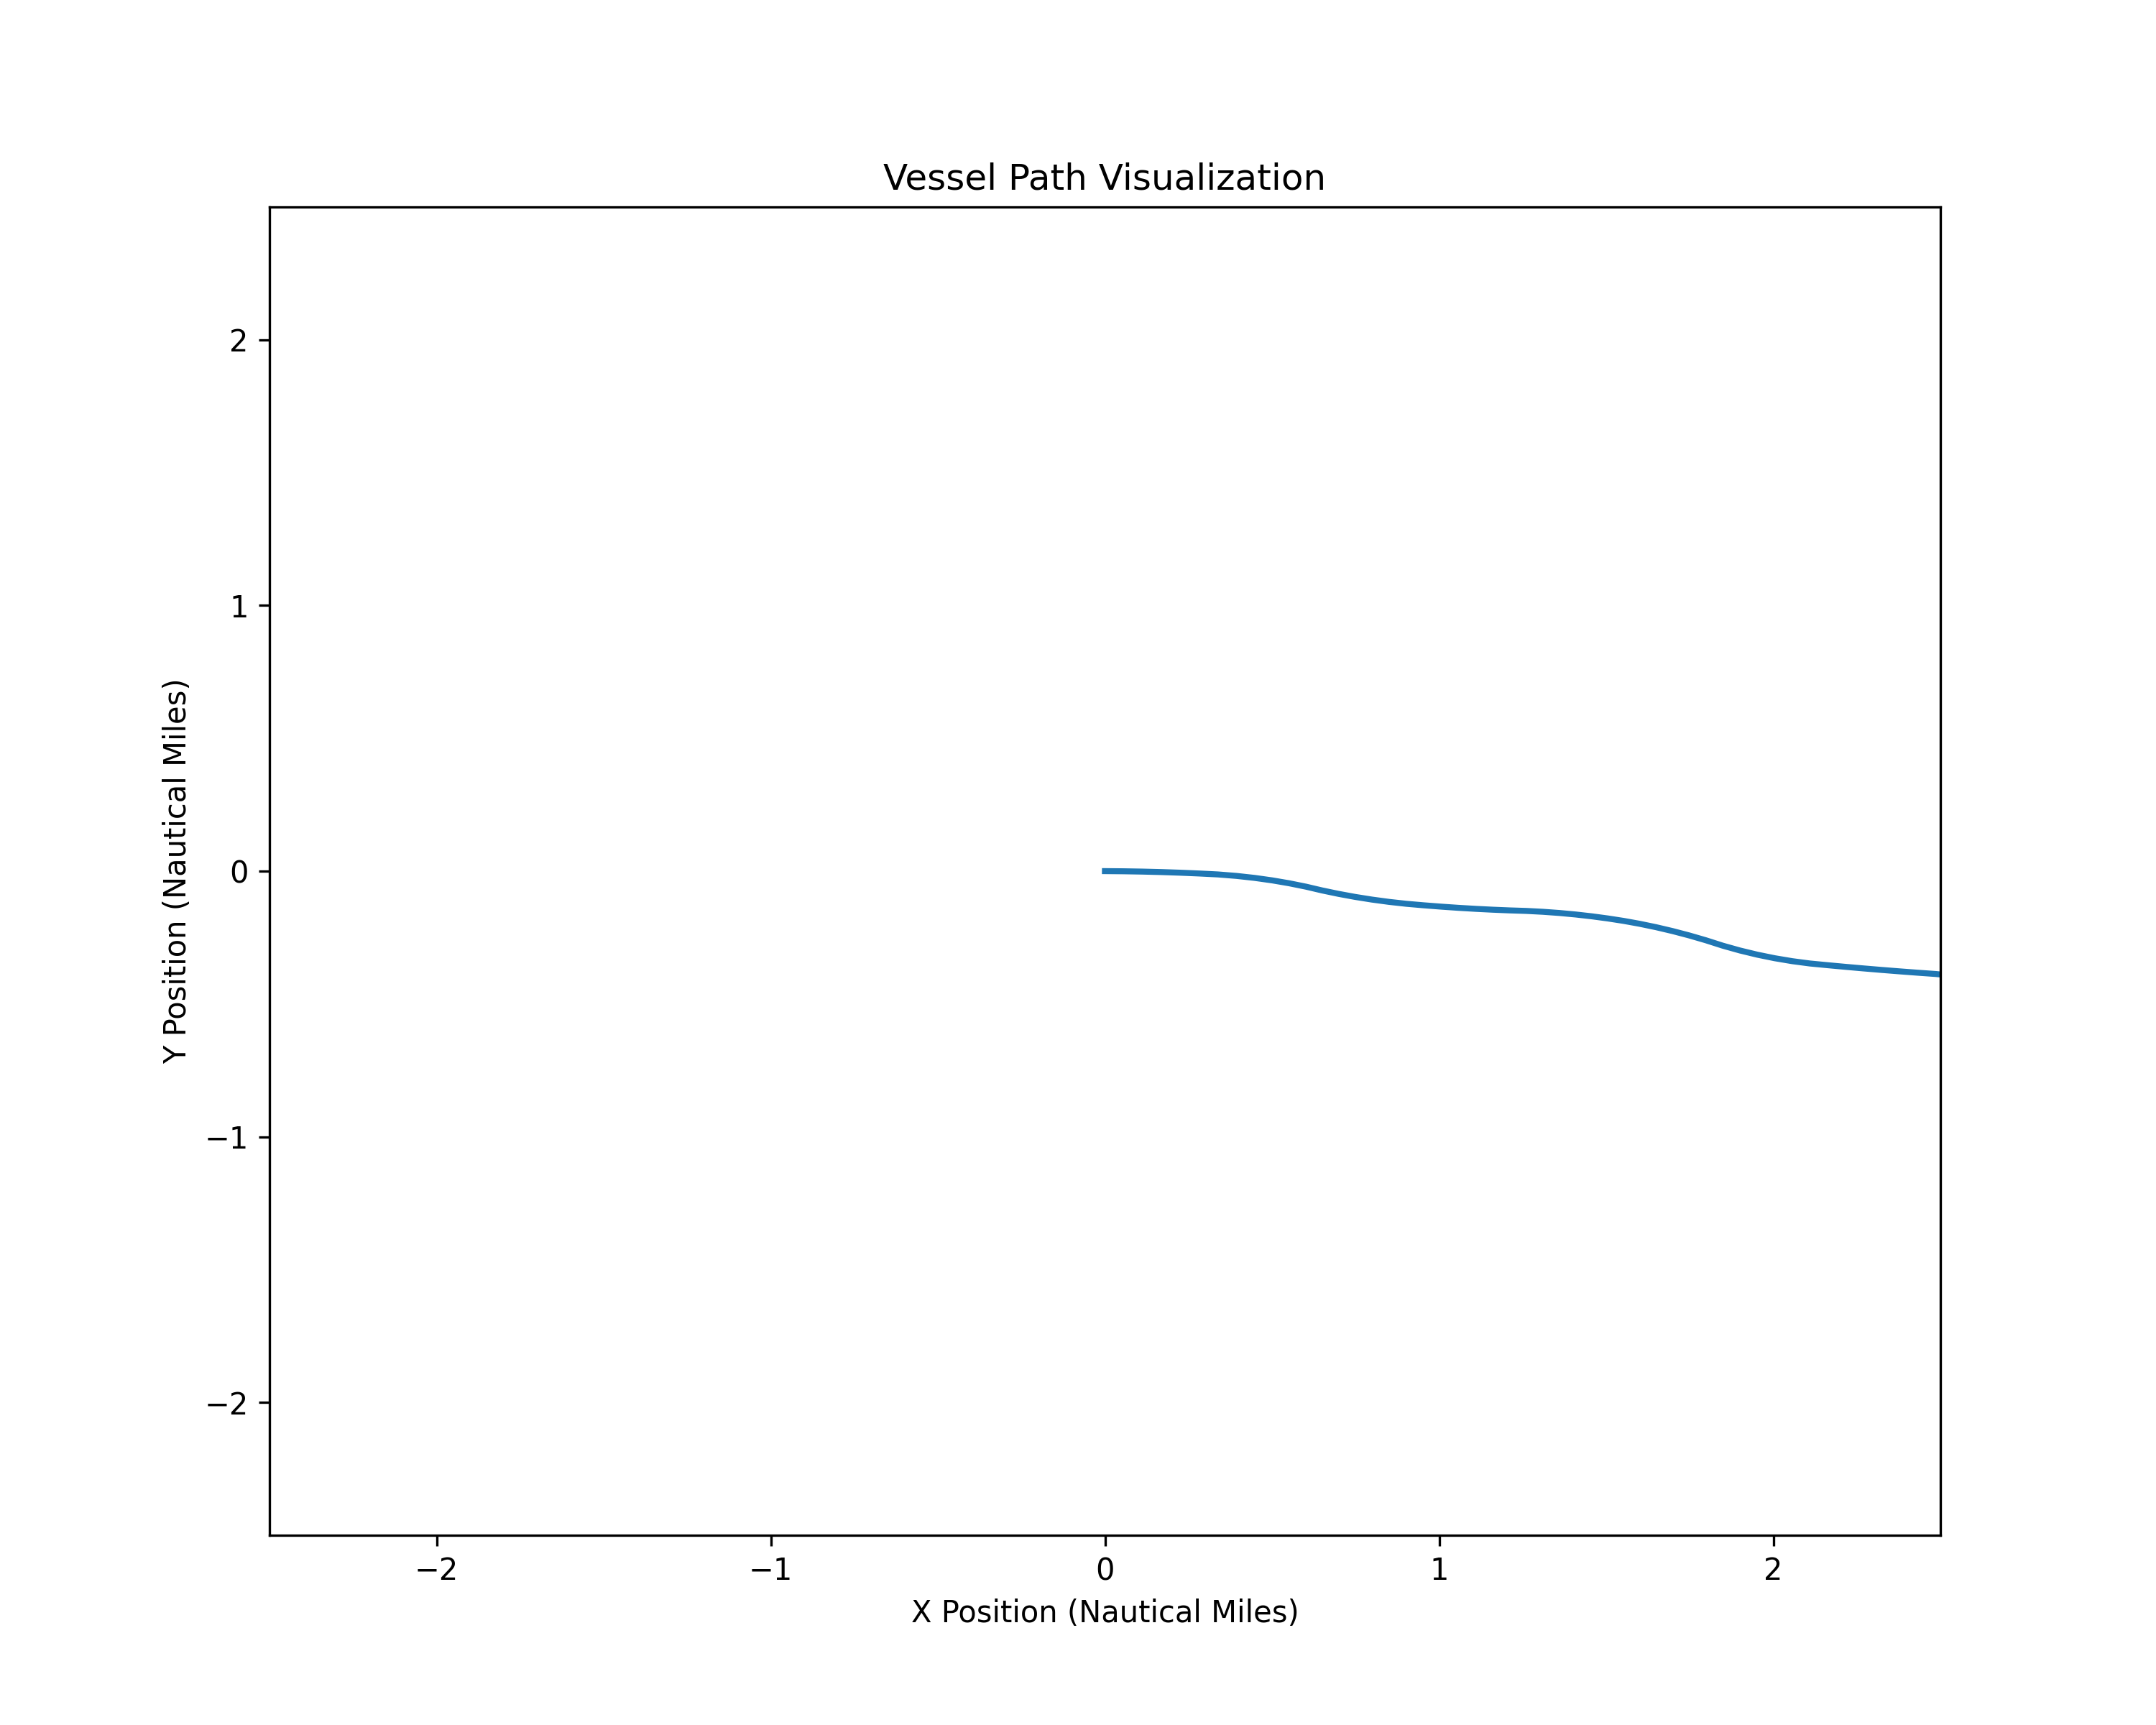 Vessel Path Visualization
2
1
0
−1
−2
Y Position (Nautical Miles)
−2 −1 0 1 2
X Position (Nautical Miles)